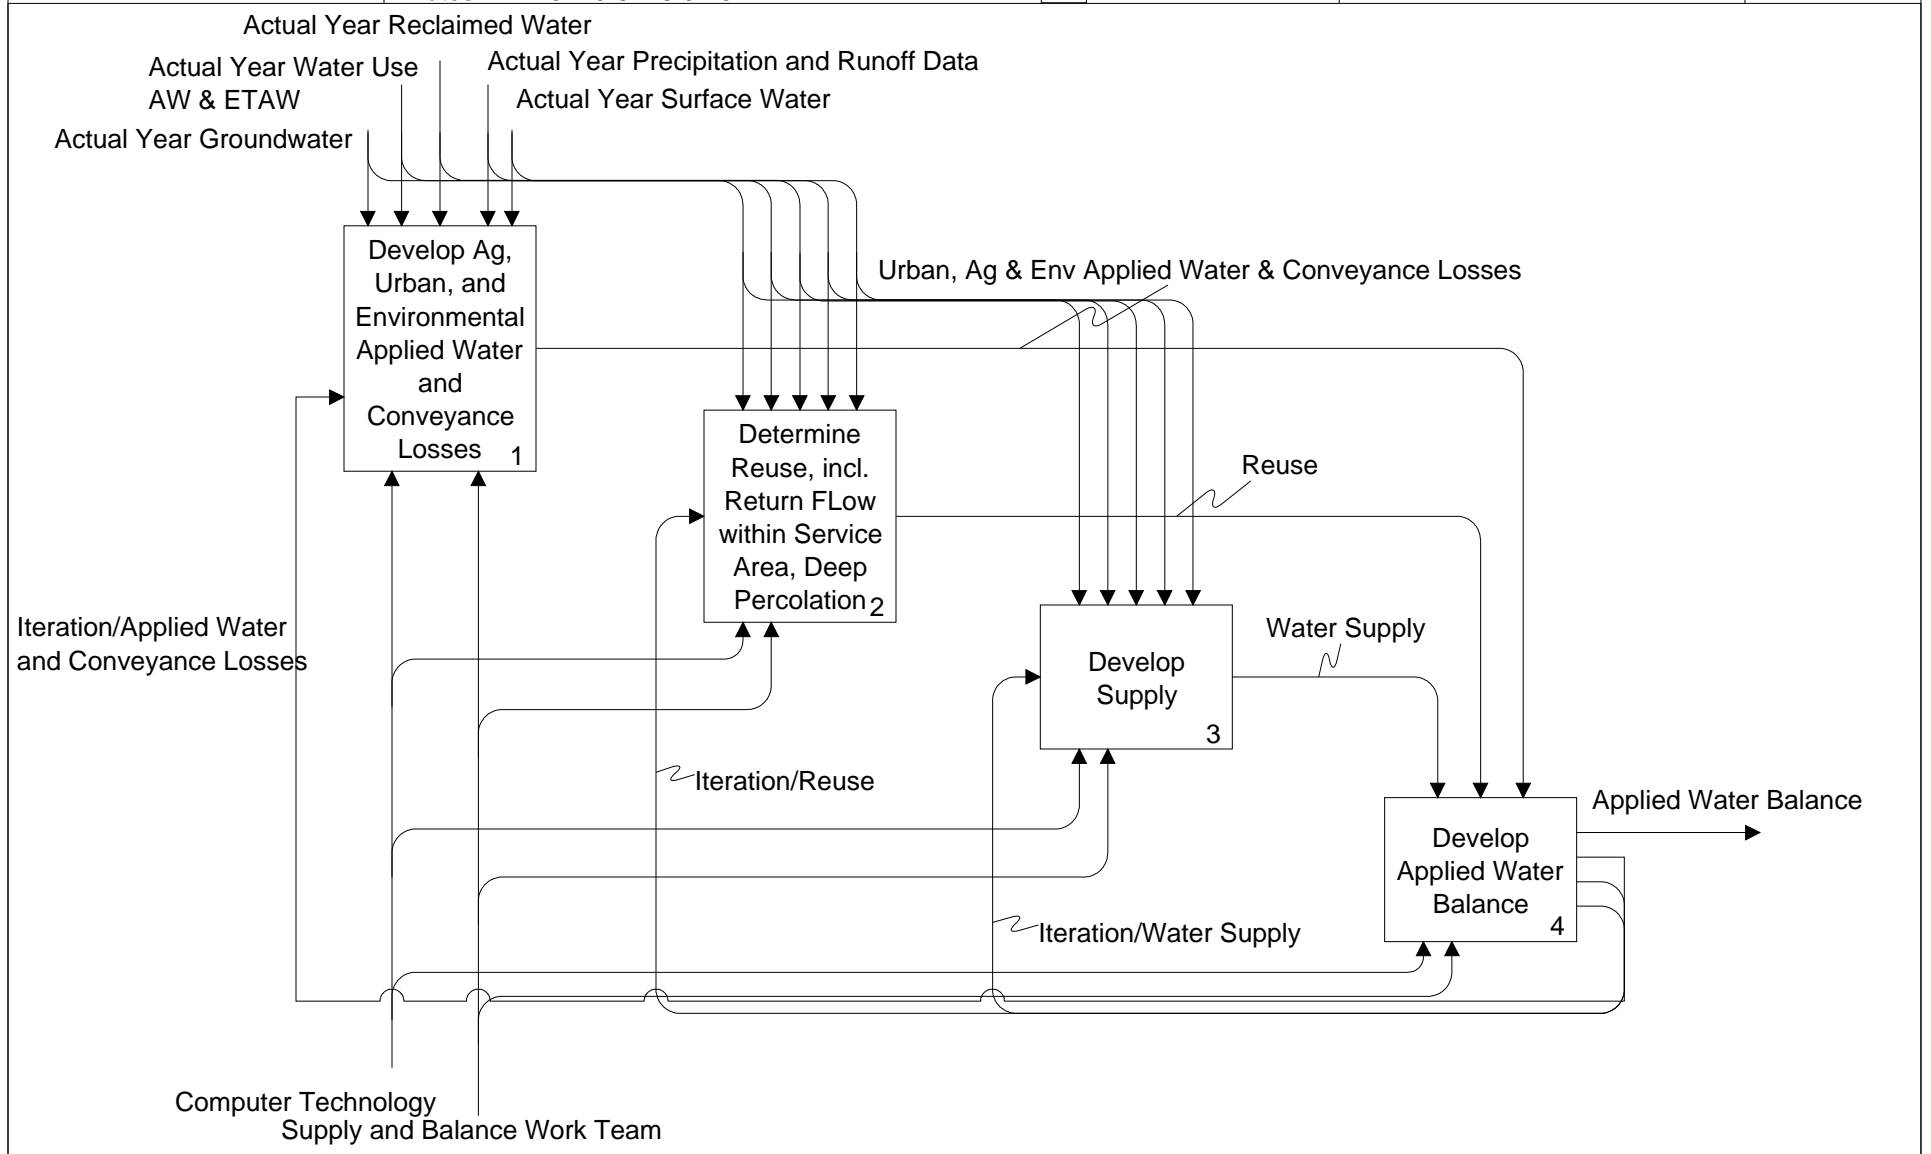 Actual Year Reclaimed Water
Actual Year Water Use
AW & ETAW
Actual Year Precipitation and Runoff Data
Actual Year Surface Water
Actual Year Groundwater
Develop Ag,
Urban, and
Environmental
Applied Water
and
Conveyance
Losses
1
Urban, Ag & Env Applied Water & Conveyance Losses
Determine
Reuse, incl.
Return FLow
within Service
Area, Deep
Percolation
2
Reuse
Iteration/Applied Water
and Conveyance Losses
Develop
Supply
3
Water Supply
Iteration/Reuse
Develop
Applied Water
Balance
4
Applied Water Balance
Iteration/Water Supply
Computer Technology
Supply and Balance Work Team